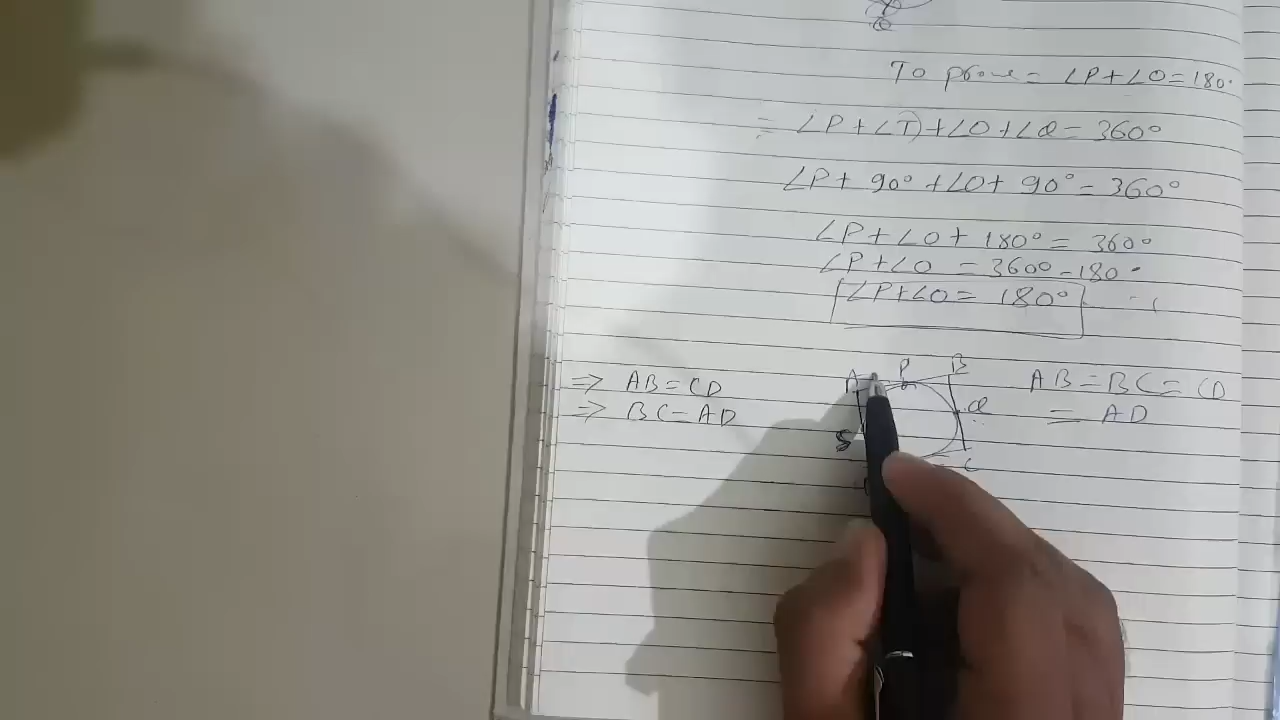 Q
To prove = ∠P+∠O=180°
= ∠P+∠T+∠O+∠Q=360°
∠P+ 90° +∠O+ 90°=360°
∠P+∠O+180°=360°
∠P+∠O =360°-180°
∠P+∠O= 180°
=> AB=CD
=> BC=AD
A P B
Q
S
C
AB=BC=CD
= AD